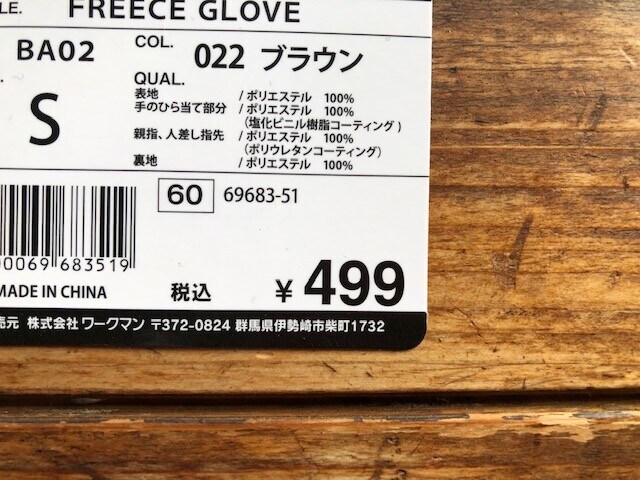 LE. FREECE GLOVE
BA02
COL. 022 ブラウン
QUAL.
表地 / ポリエステル 100%
手のひら当て部分 / ポリエステル 100%
(塩化ビニル樹脂コーティング)
親指、人差し指先 / ポリエステル 100%
(ポリウレタンコーティング)
裏地 / ポリエステル 100%
S
60 69683-51
00069 683519
MADE IN CHINA
税込 ¥499
売元 株式会社 ワークマン 〒372-0824 群馬県伊勢崎市柴町1732